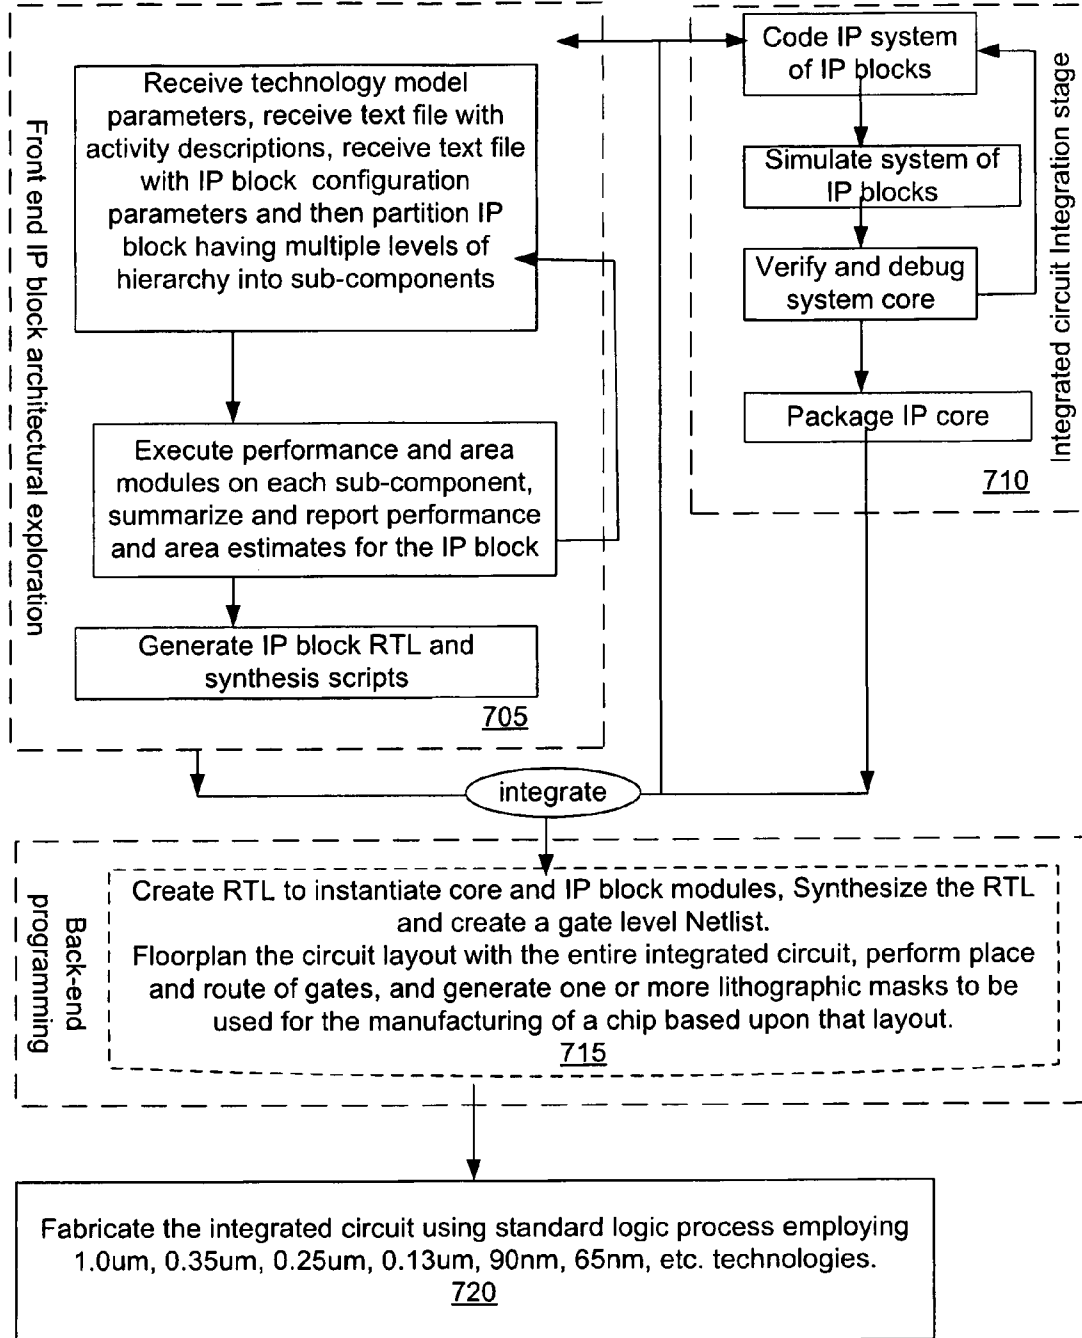 Front end IP block architectural exploration
Receive technology model
parameters, receive text file with
activity descriptions, receive text file
with IP block configuration
parameters and then partition IP
block having multiple levels of
hierarchy into sub-components
Execute performance and area
modules on each sub-component,
summarize and report performance
and area estimates for the IP block
Generate IP block RTL and
synthesis scripts
705
Code IP system
of IP blocks
Simulate system of
IP blocks
Verify and debug
system core
Package IP core
710
Integrated circuit Integration stage
integrate
Back-end
programming
Create RTL to instantiate core and IP block modules, Synthesize the RTL
and create a gate level Netlist.
Floorplan the circuit layout with the entire integrated circuit, perform place
and route of gates, and generate one or more lithographic masks to be
used for the manufacturing of a chip based upon that layout.
715
Fabricate the integrated circuit using standard logic process employing
1.0um, 0.35um, 0.25um, 0.13um, 90nm, 65nm, etc. technologies.
720